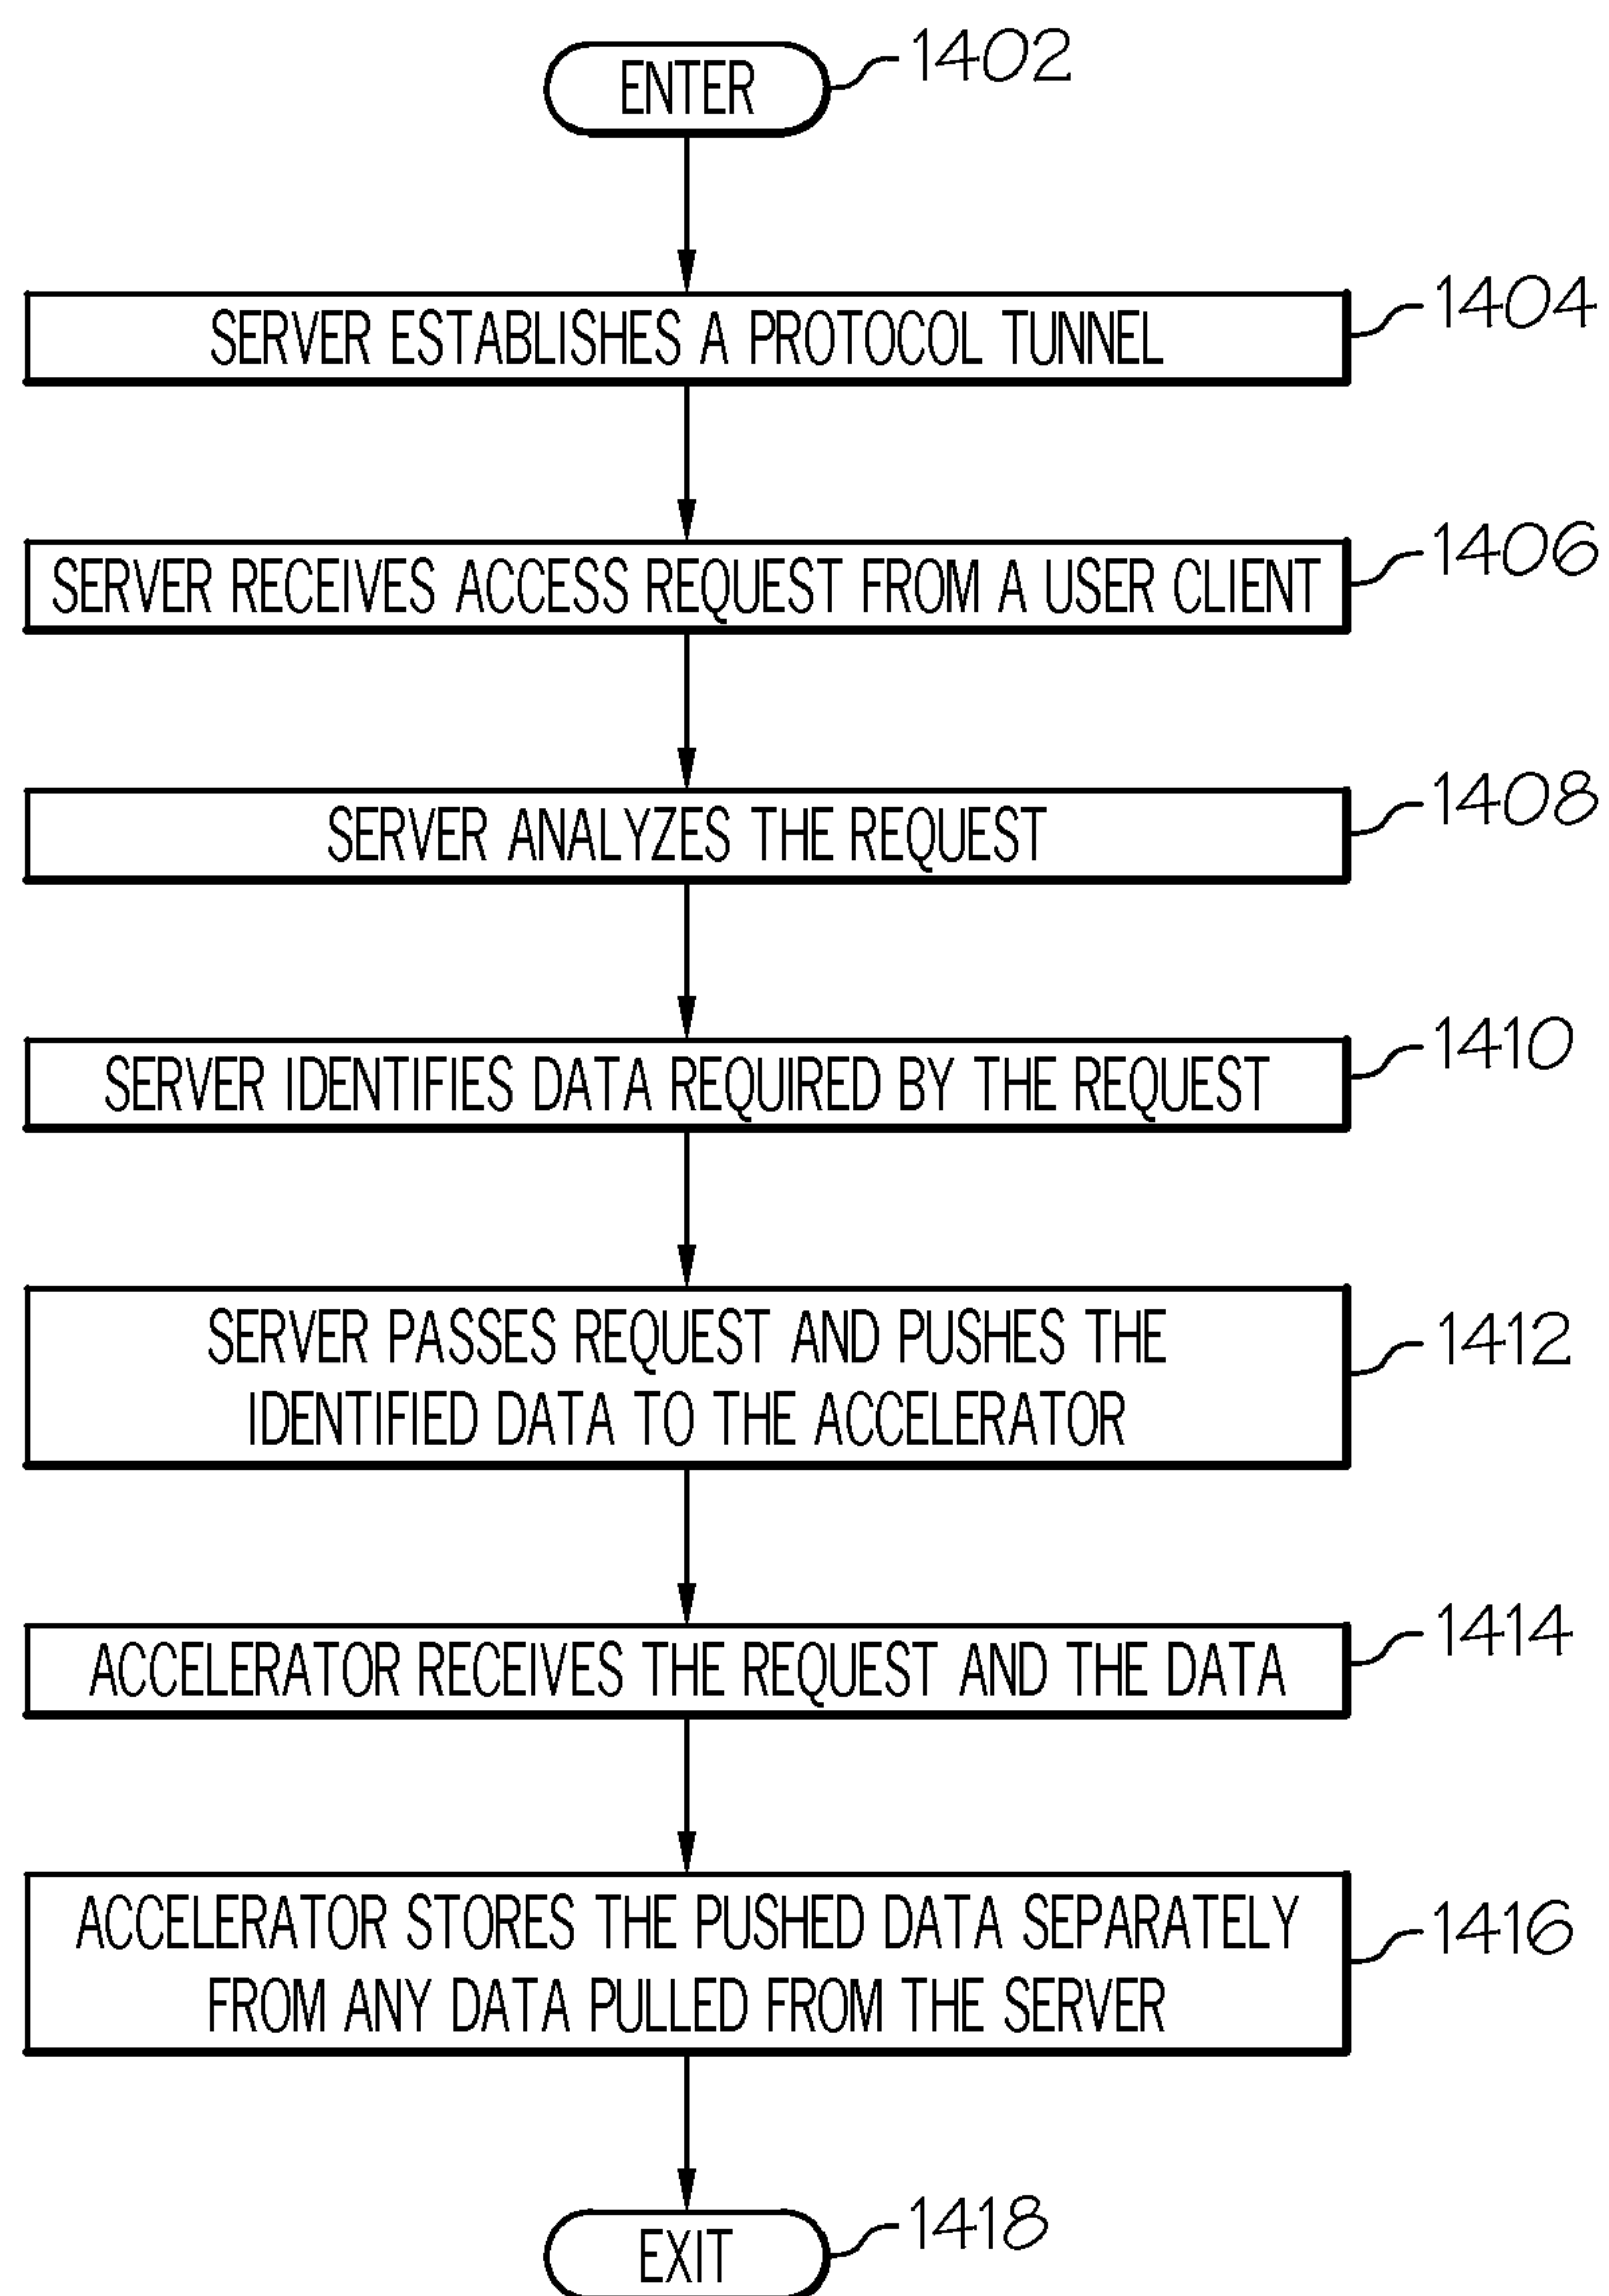 ENTER
1402
SERVER ESTABLISHES A PROTOCOL TUNNEL
1404
SERVER RECEIVES ACCESS REQUEST FROM A USER CLIENT
1406
SERVER ANALYZES THE REQUEST
1408
SERVER IDENTIFIES DATA REQUIRED BY THE REQUEST
1410
SERVER PASSES REQUEST AND PUSHES THE
IDENTIFIED DATA TO THE ACCELERATOR
1412
ACCELERATOR RECEIVES THE REQUEST AND THE DATA
1414
ACCELERATOR STORES THE PUSHED DATA SEPARATELY
FROM ANY DATA PULLED FROM THE SERVER
1416
EXIT
1418